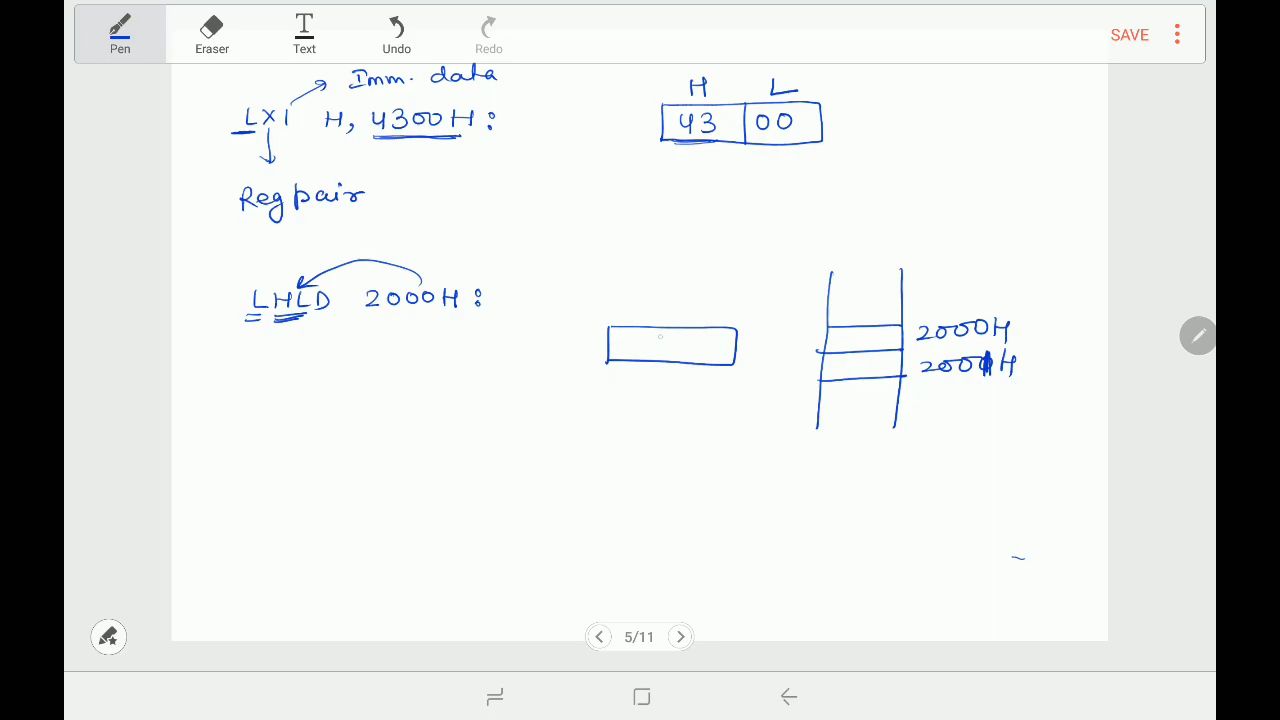 Pen Eraser Text Undo Redo SAVE
Imm. data
LXI H, 4300H :
H L
43 00
Reg pair
LHLD 2000H :
2000H
2001H
5/11